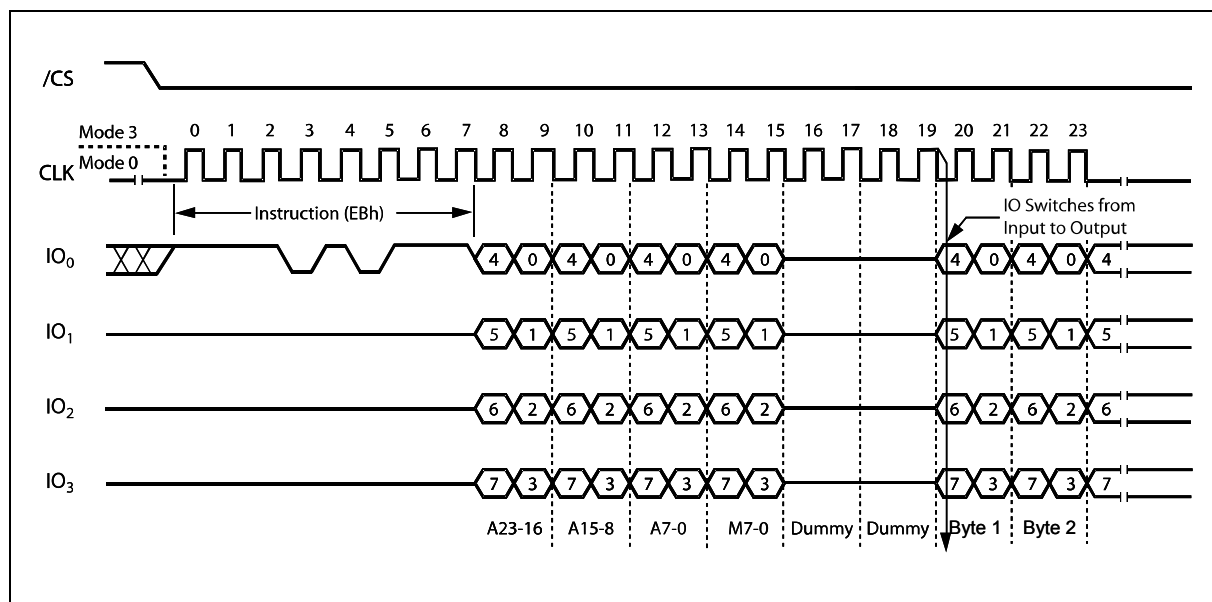 /CS
Mode 3
0 1 2 3 4 5 6 7 8 9 10 11 12 13 14 15 16 17 18 19 20 21 22 23
Mode 0
CLK
Instruction (EBh)
IO Switches from
Input to Output
IO0 4 0 4 0 4 0 4 0 4 0 4 0 4
IO1 5 1 5 1 5 1 5 1 5 1 5 1 5
IO2 6 2 6 2 6 2 6 2 6 2 6 2 6
IO3 7 3 7 3 7 3 7 3 7 3 7 3 7
A23-16 A15-8 A7-0 M7-0 Dummy Dummy Byte 1 Byte 2